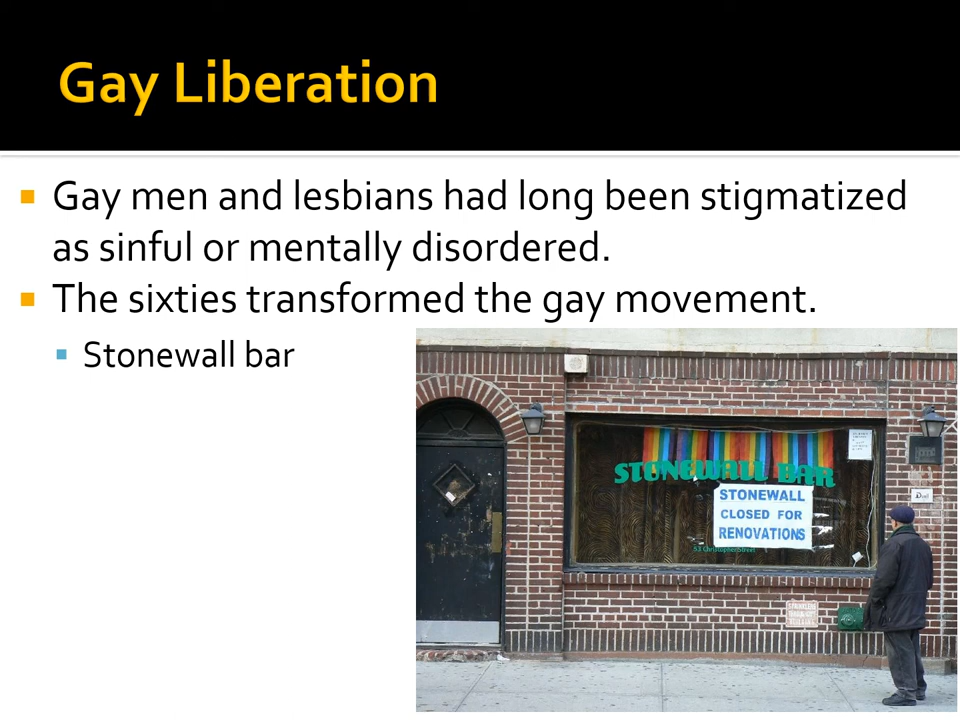 Gay Liberation
Gay men and lesbians had long been stigmatized
as sinful or mentally disordered.
The sixties transformed the gay movement.
Stonewall bar
STONEWALL BAR
STONEWALL
CLOSED FOR
RENOVATIONS
53 Christopher Street